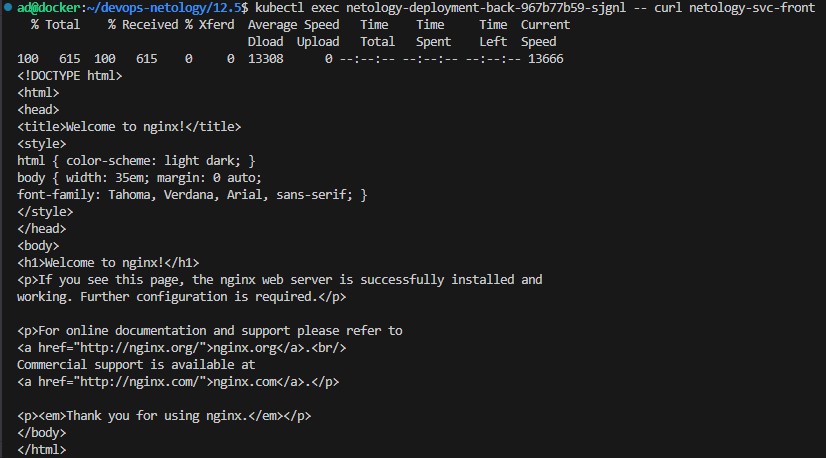 ad@docker:~/devops-netology/12.5$ kubectl exec netology-deployment-back-967b77b59-sjgnl -- curl netology-svc-front
  % Total    % Received % Xferd  Average Speed   Time    Time     Time  Current
                                 Dload  Upload   Total   Spent    Left  Speed
100   615  100   615    0     0  13308      0 --:--:-- --:--:-- --:--:-- 13666
<!DOCTYPE html>
<html>
<head>
<title>Welcome to nginx!</title>
<style>
html { color-scheme: light dark; }
body { width: 35em; margin: 0 auto;
font-family: Tahoma, Verdana, Arial, sans-serif; }
</style>
</head>
<body>
<h1>Welcome to nginx!</h1>
<p>If you see this page, the nginx web server is successfully installed and
working. Further configuration is required.</p>

<p>For online documentation and support please refer to
<a href="http://nginx.org/">nginx.org</a>.<br/>
Commercial support is available at
<a href="http://nginx.com/">nginx.com</a>.</p>

<p><em>Thank you for using nginx.</em></p>
</body>
</html>